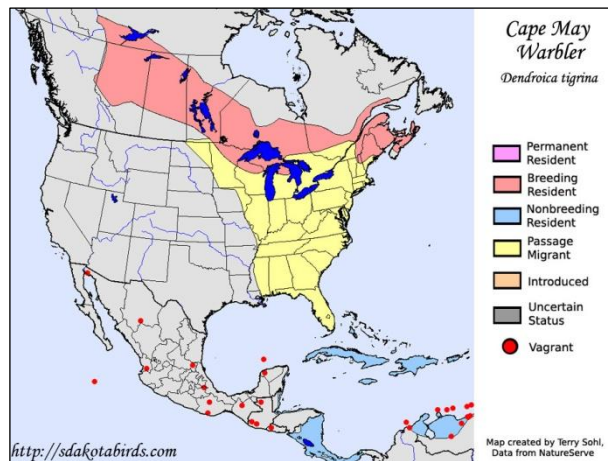 Cape May
Warbler
Dendroica tigrina
Permanent
Resident
Breeding
Resident
Nonbreeding
Resident
Passage
Migrant
Introduced
Uncertain
Status
Vagrant
http://sdakotabirds.com
Map created by Terry Sohl,
Data from NatureServe